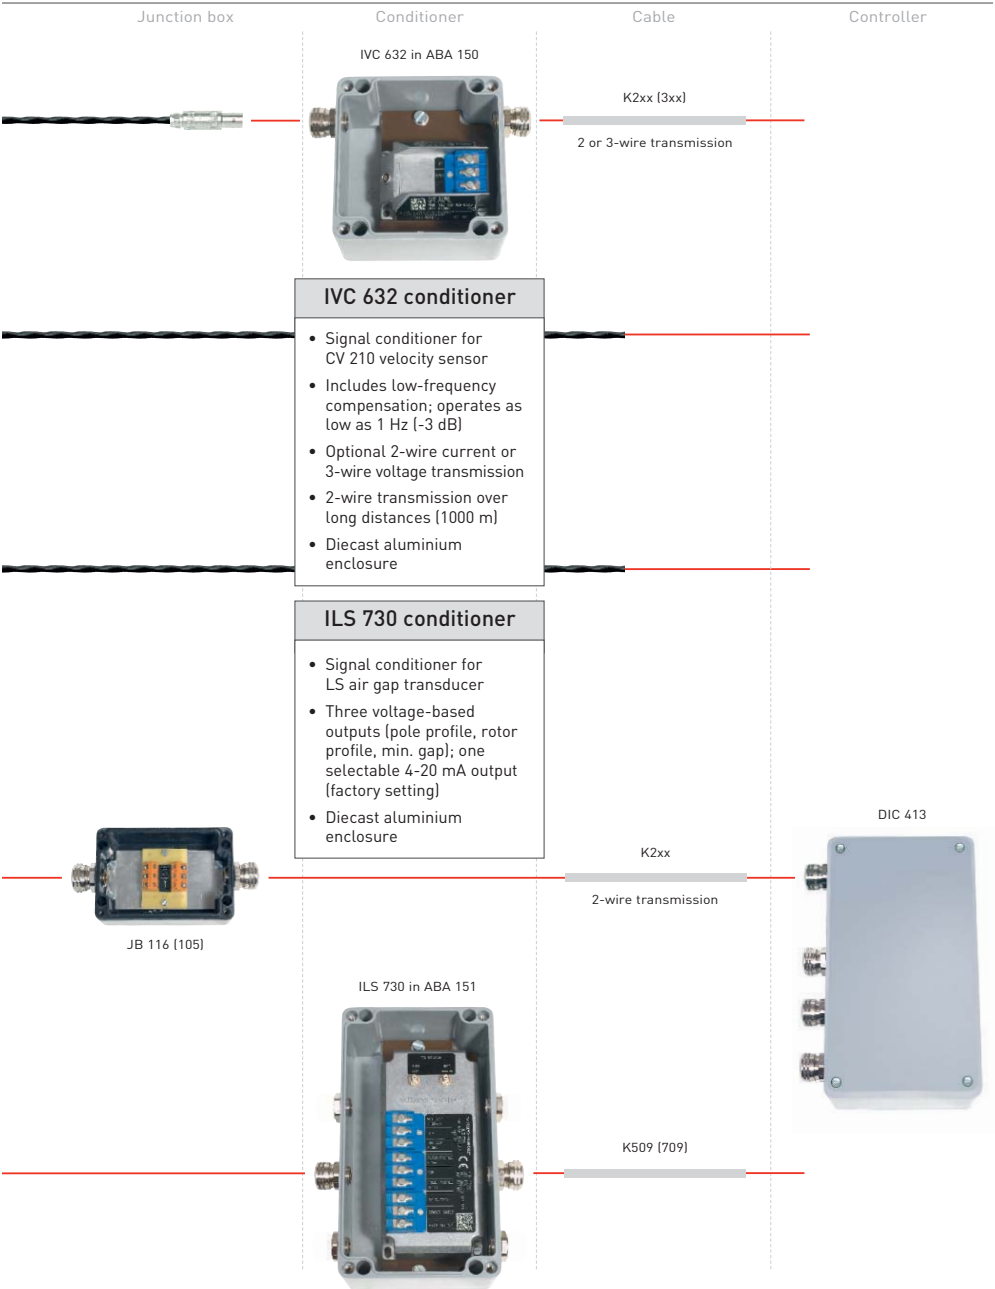 Junction box
Conditioner
Cable
Controller
IVC 632 in ABA 150
K2xx (3xx)
2 or 3-wire transmission
IVC 632 conditioner
• Signal conditioner for
CV 210 velocity sensor
• Includes low-frequency
compensation; operates as
low as 1 Hz (-3 dB)
• Optional 2-wire current or
3-wire voltage transmission
• 2-wire transmission over
long distances (1000 m)
• Diecast aluminium
enclosure
ILS 730 conditioner
• Signal conditioner for
LS air gap transducer
• Three voltage-based
outputs (pole profile, rotor
profile, min. gap); one
selectable 4-20 mA output
(factory setting)
• Diecast aluminium
enclosure
DIC 413
K2xx
2-wire transmission
JB 116 (105)
ILS 730 in ABA 151
K509 (709)